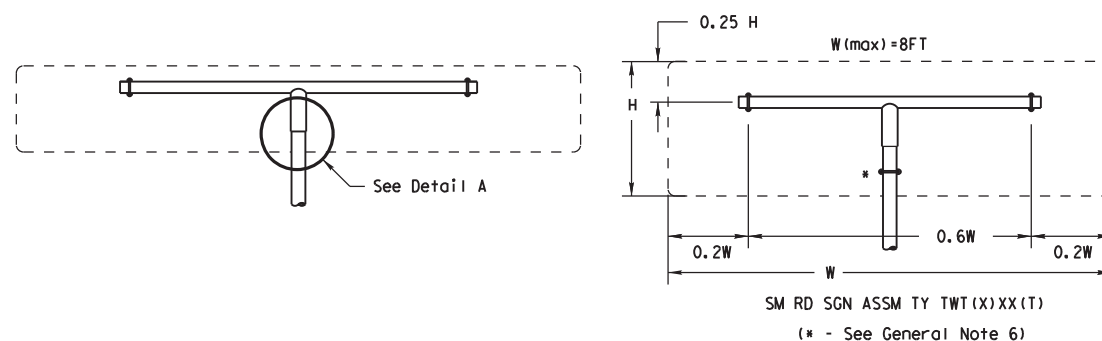 See Detail A
0.25 H
W(max)=8FT
H
*
0.2W
0.6W
0.2W
W
SM RD SGN ASSM TY TWT(X)XX(T)
(* - See General Note 6)